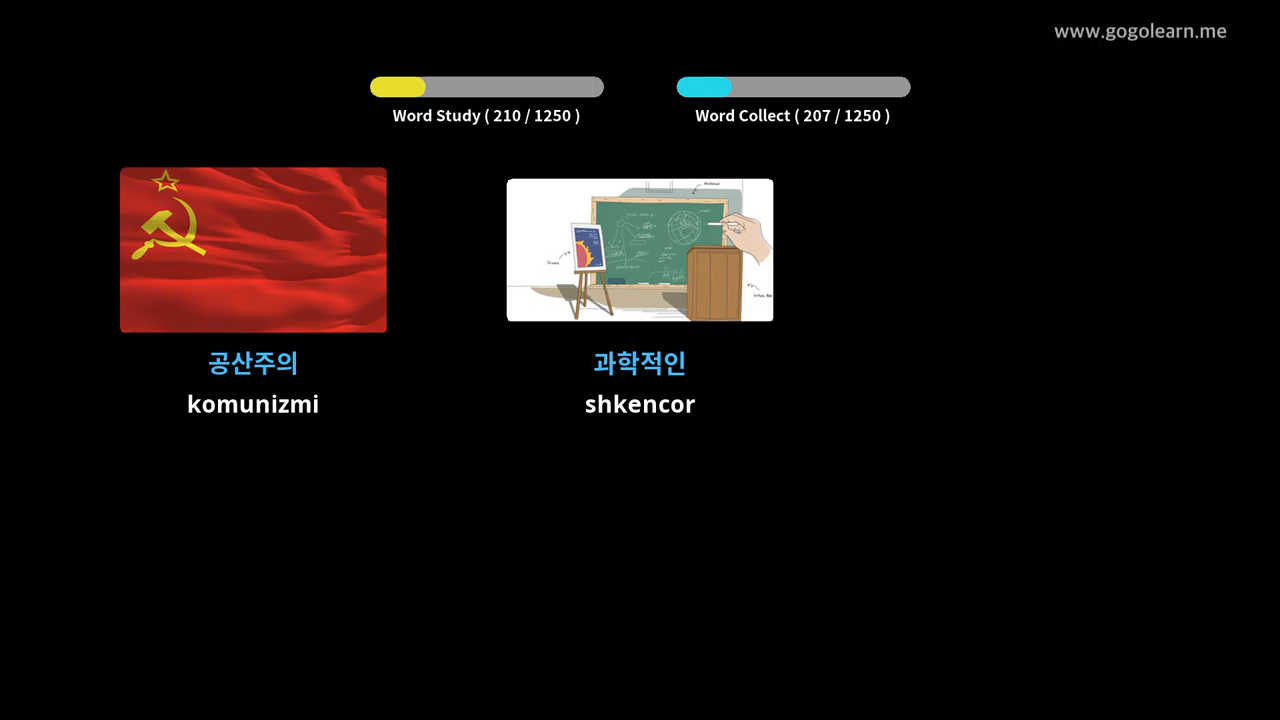 www.gogolearn.me
Word Study ( 210 / 1250 )
Word Collect ( 207 / 1250 )
공산주의
komunizmi
과학적인
shkencor